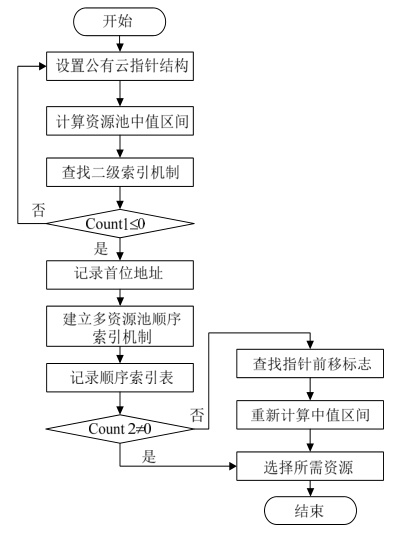 开始
设置公有云指针结构
计算资源池中值区间
查找二级索引机制
否
Count1≤0
是
记录首位地址
建立多资源池顺序
索引机制
记录顺序索引表
否
Count 2≠0
是
查找指针前移标志
重新计算中值区间
选择所需资源
结束